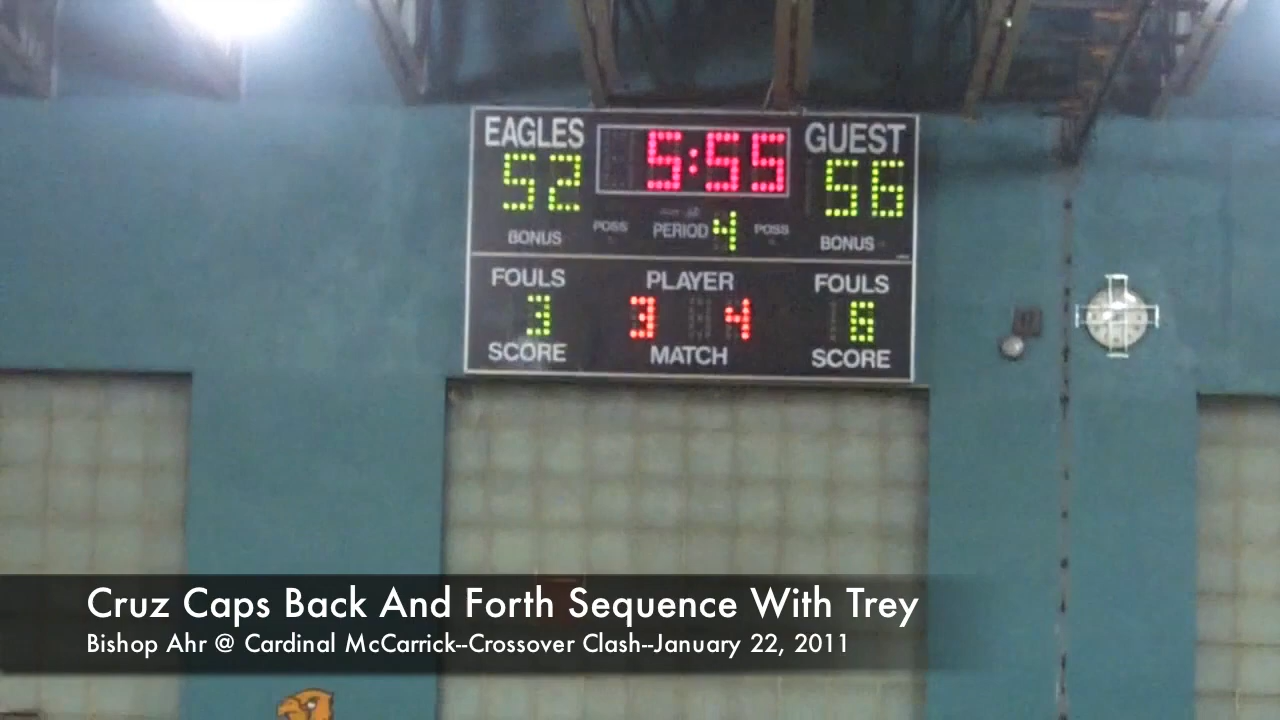 EAGLES 5:55 GUEST
52 56
POSS PERIOD 4 POSS
BONUS BONUS
FOULS PLAYER FOULS
3 3 4 8
SCORE MATCH SCORE
Cruz Caps Back And Forth Sequence With Trey
Bishop Ahr @ Cardinal McCarrick--Crossover Clash--January 22, 2011